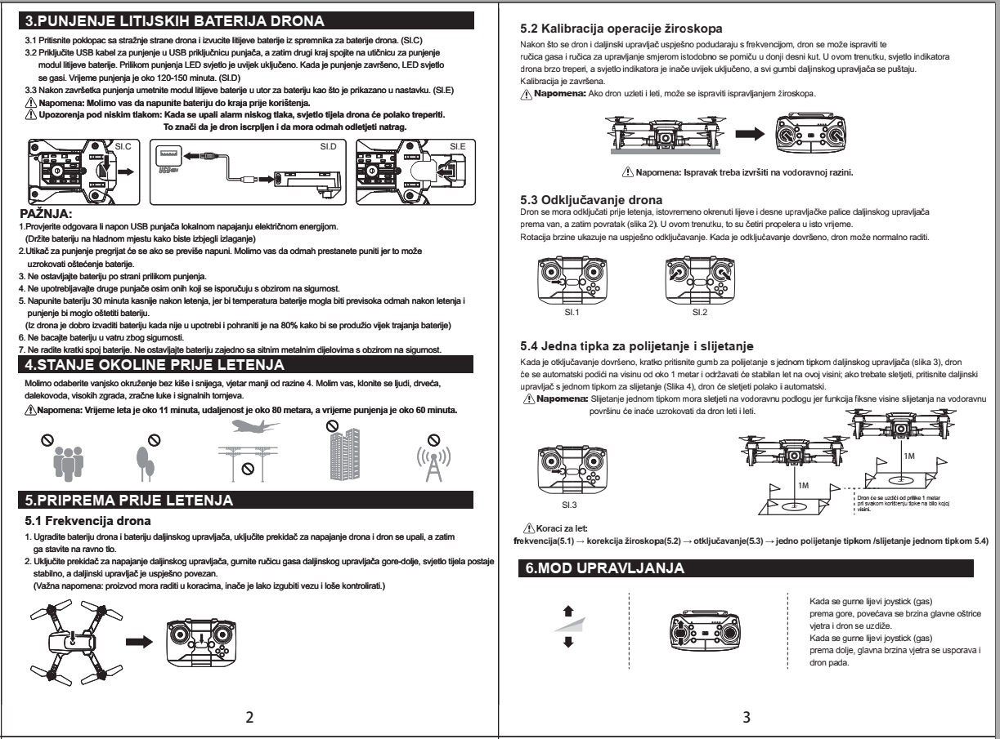 3.PUNJENJE LITIJSKIH BATERIJA DRONA
3.1 Pritisnite poklopac sa stražnje strane drona i izvucite litijeve baterije iz spremnika za baterije drona. (SI.C)
3.2 Priključite USB kabel za punjenje u USB priključnicu punjača, a zatim drugi kraj spojite na utičnicu za punjenje
modul litijeve baterije. Prilikom punjenja LED svjetlo je uvijek uključeno. Kada je punjenje završeno, LED svjetlo
se gasi. Vrijeme punjenja je oko 120-150 minuta. (SI.D)
3.3 Nakon završetka punjenja umetnite modul litijeve baterije u utor za bateriju kao što je prikazano u nastavku. (SI.E)
Napomena: Molimo vas da napunite bateriju do kraja prije korištenja.
Upozorenja pod niskim tlakom: Kada se upali alarm niskog tlaka, svjetlo tijela drona će polako treperiti.
To znači da je dron iscrpljen i da mora odmah odletjeti natrag.
SI.C
SI.D
SI.E
USB
PAŽNJA:
1.Provjerite odgovara li napon USB punjača lokalnom napajanju električnom energijom.
(Držite bateriju na hladnom mjestu kako biste izbjegli izlaganje)
2.Utikač za punjenje pregrijat će se ako se previše napuni. Molimo vas da odmah prestanete puniti jer to može
uzrokovati oštećenje baterije.
3. Ne ostavljajte bateriju po strani prilikom punjenja.
4. Ne upotrebljavajte druge punjače osim onih koji se isporučuju s obzirom na sigurnost.
5. Napunite bateriju 30 minuta kasnije nakon letenja, jer bi temperatura baterije mogla biti previsoka odmah nakon letenja i
punjenje bi moglo oštetiti bateriju.
(Iz drona je dobro izvaditi bateriju kada nije u upotrebi i pohraniti je na 80% kako bi se produžio vijek trajanja baterije)
6. Ne bacajte bateriju u vatru zbog sigurnosti.
7. Ne radite kratki spoj baterije. Ne ostavljajte bateriju zajedno sa sitnim metalnim dijelovima s obzirom na sigurnost.
4.STANJE OKOLINE PRIJE LETENJA
Molimo odaberite vanjsko okruženje bez kiše i snijega, vjetar manji od razine 4. Molim vas, klonite se ljudi, drveća,
dalekovoda, visokih zgrada, zračne luke i signalnih tornjeva.
Napomena: Vrijeme leta je oko 11 minuta, udaljenost je oko 80 metara, a vrijeme punjenja je oko 60 minuta.
5.PRIPREMA PRIJE LETENJA
5.1 Frekvencija drona
1. Ugradite bateriju drona i bateriju daljinskog upravljača, uključite prekidač za napajanje drona i dron se upali, a zatim
ga stavite na ravno tlo.
2. Uključite prekidač za napajanje daljinskog upravljača, gurnite ručicu gasa daljinskog upravljača gore-dolje, svjetlo tijela postaje
stabilno, a daljinski upravljač je uspješno povezan.
(Važna napomena: proizvod mora raditi u koracima, inače je lako izgubiti vezu i loše kontrolirati.)
2
5.2 Kalibracija operacije žiroskopa
Nakon što se dron i daljinski upravljač uspješno podudaraju s frekvencijom, dron se može ispraviti te
ručica gasa i ručica za upravljanje smjerom istodobno se pomiču u donji desni kut. U ovom trenutku, svjetlo indikatora
drona brzo treperi, a svjetlo indikatora je inače uvijek uključeno, a svi gumbi daljinskog upravljača se puštaju.
Kalibracija je završena.
Napomena: Ako dron uzleti i leti, može se ispraviti ispravljanjem žiroskopa.
Napomena: Ispravak treba izvršiti na vodoravnoj razini.
5.3 Odključavanje drona
Dron se mora odključati prije letenja, istovremeno okrenuti lijeve i desne upravljačke palice daljinskog upravljača
prema van, a zatim povratak (slika 2). U ovom trenutku, to su četiri propelera u isto vrijeme.
Rotacija brzine ukazuje na uspješno odključavanje. Kada je odključavanje dovršeno, dron može normalno raditi.
SI.1
SI.2
5.4 Jedna tipka za polijetanje i slijetanje
Kada je otključavanje dovršeno, kratko pritisnite gumb za polijetanje s jednom tipkom daljinskog upravljača (slika 3), dron
će se automatski podići na visinu od oko 1 metar i održavati će stabilan let na ovoj visini; ako trebate sletjeti, pritisnite daljinski
upravljač s jednom tipkom za slijetanje (Slika 4), dron će sletjeti polako i automatski.
Napomena: Slijetanje jednom tipkom mora sletjeti na vodoravnu podlogu jer funkcija fiksne visine slijetanja na vodoravnu
površinu će inaće uzrokovati da dron leti i leti.
1M
1M
Dron će se uzdići od prilike 1 metar
pri svakom korištenju tipke na bilo kojoj
visini.
SI.3
Koraci za let:
frekvencija(5.1) → korekcija žiroskopa(5.2) → otključavanje(5.3) → jedno polijetanje tipkom /slijetanje jednom tipkom 5.4)
6.MOD UPRAVLJANJA
Kada se gurne lijevi joystick (gas)
prema gore, povećava se brzina glavne oštrice
vjetra i dron se uzdiže.
Kada se gurne lijevi joystick (gas)
prema dolje, glavna brzina vjetra se usporava i
dron pada.
3